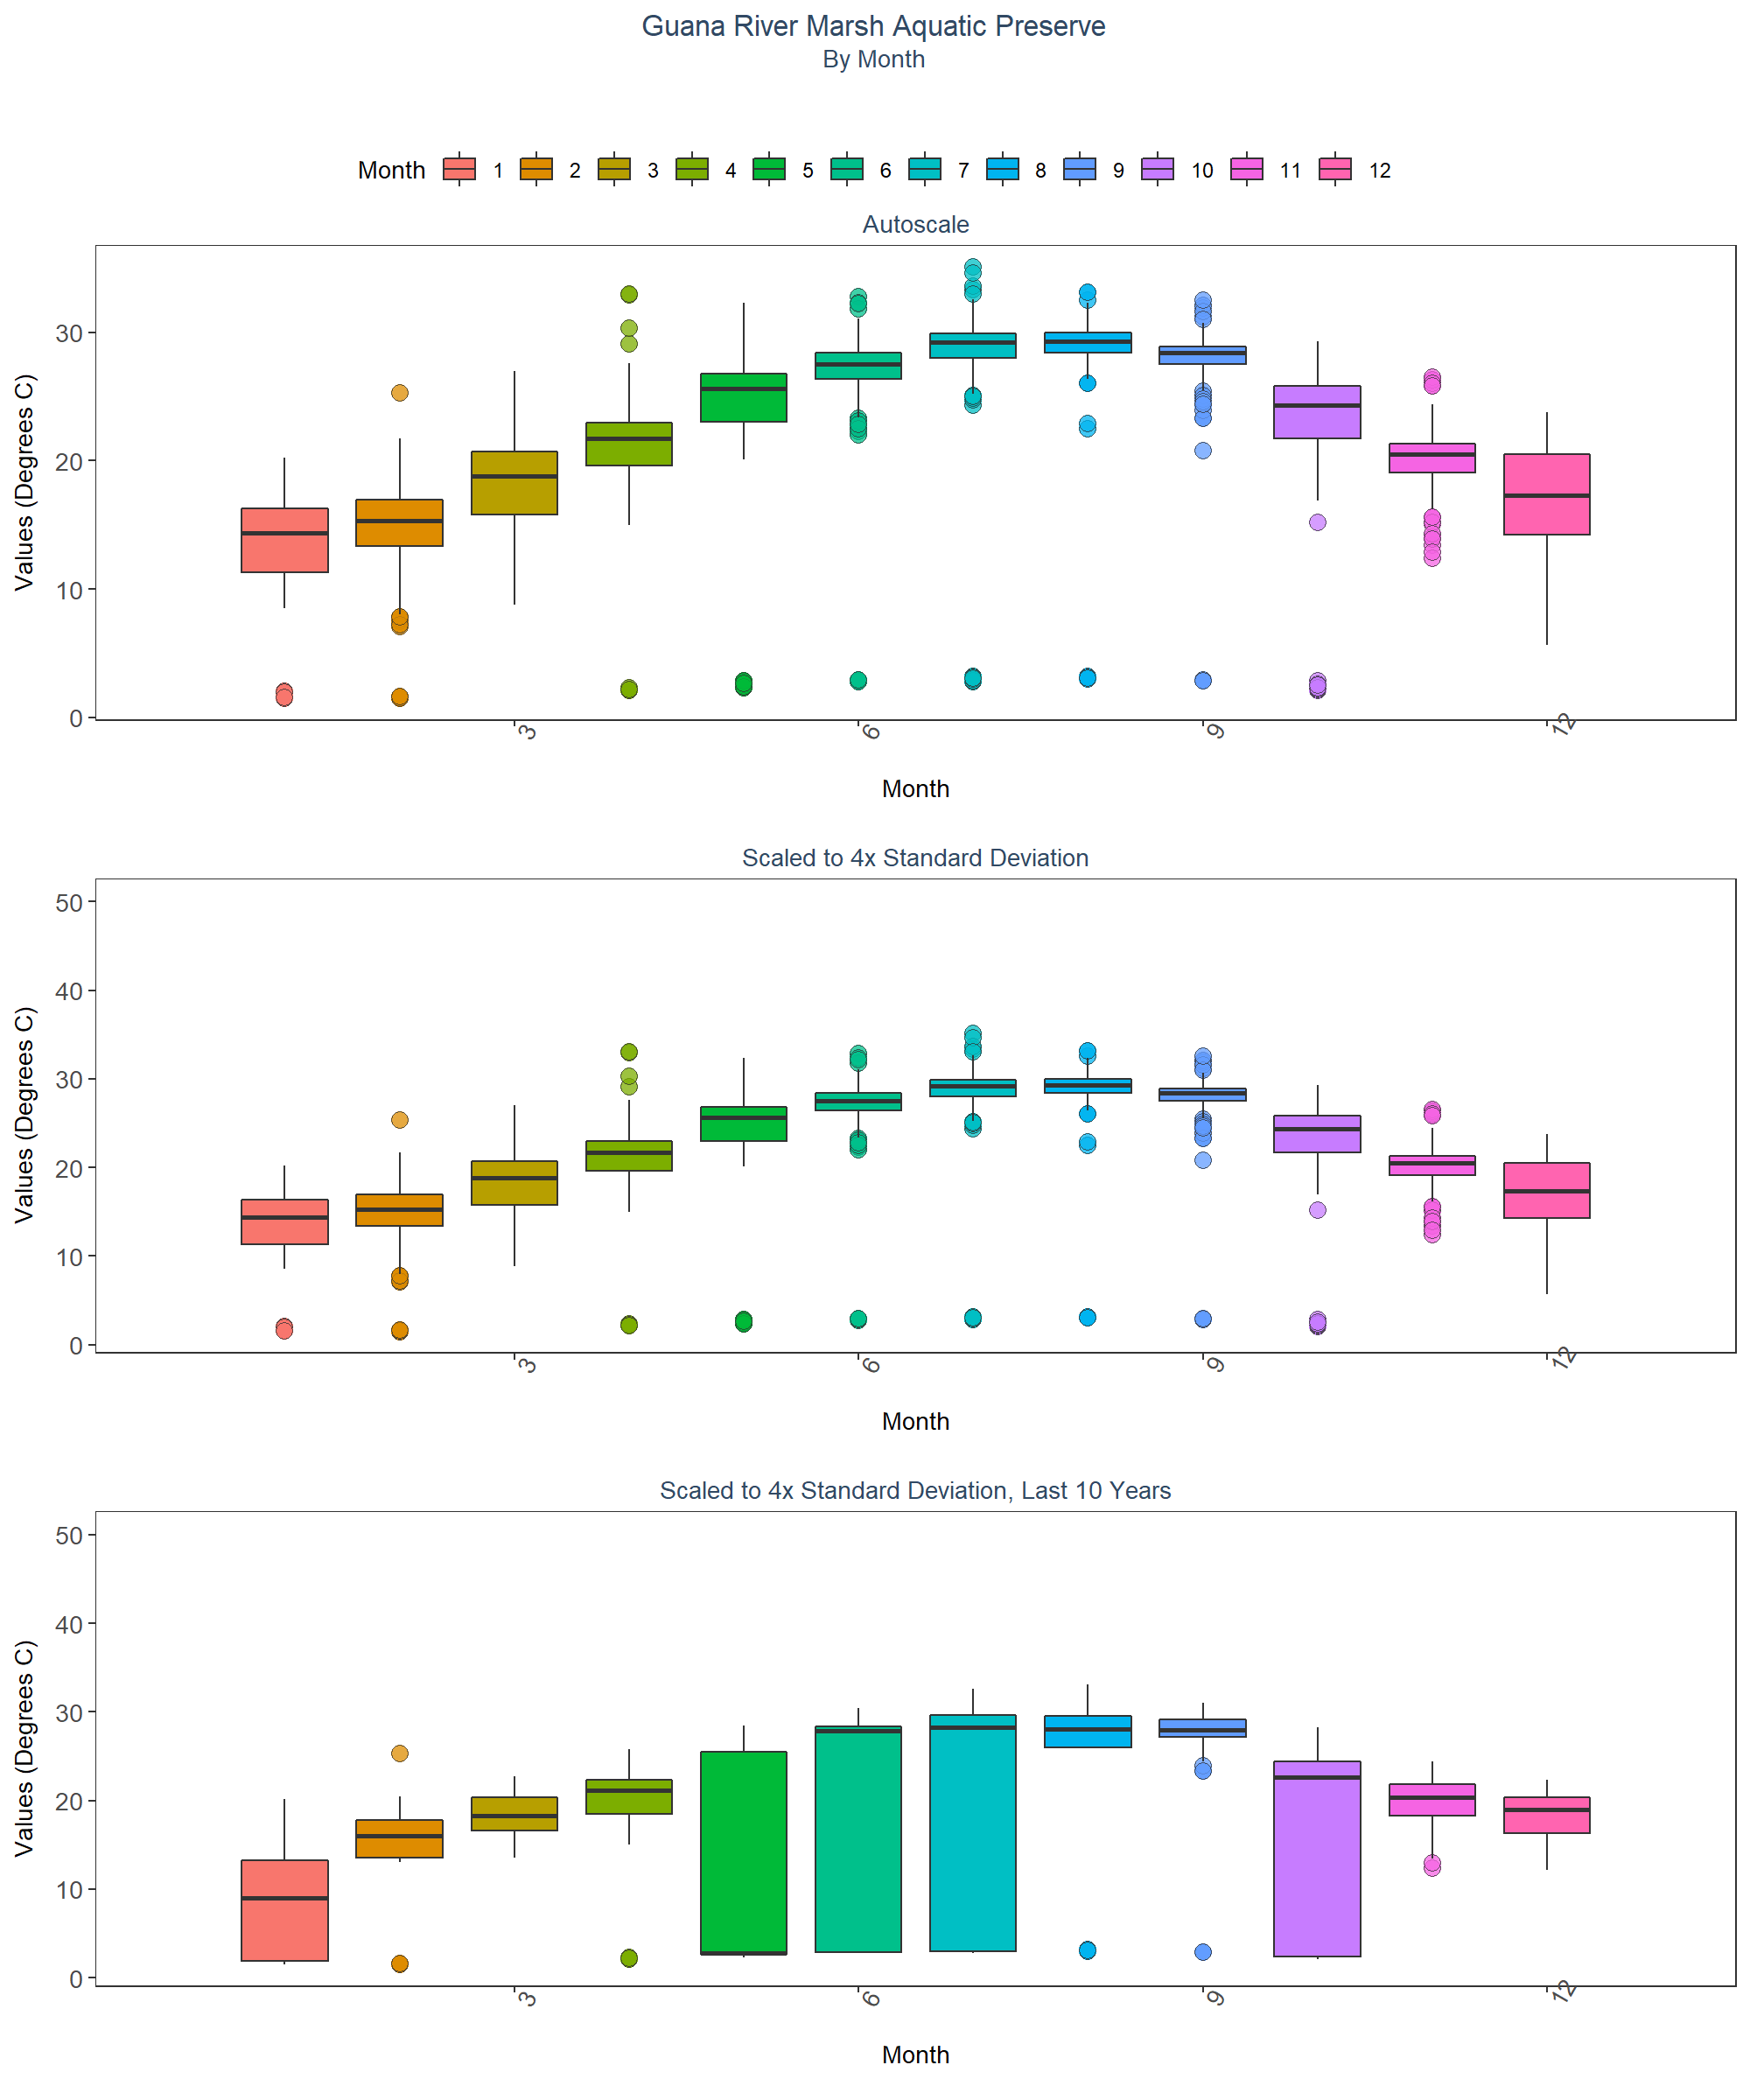 Guana River Marsh Aquatic Preserve
By Month
Month 1 2 3 4 5 6 7 8 9 10 11 12
Autoscale
Values (Degrees C)
30
20
10
0
3 6 9 12
Month
Scaled to 4x Standard Deviation
Values (Degrees C)
50
40
30
20
10
0
3 6 9 12
Month
Scaled to 4x Standard Deviation, Last 10 Years
Values (Degrees C)
50
40
30
20
10
0
3 6 9 12
Month